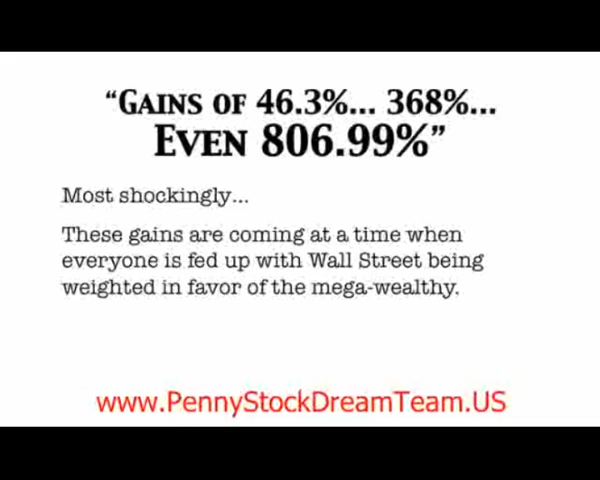 “GAINS OF 46.3%... 368%...
EVEN 806.99%”
Most shockingly...
These gains are coming at a time when
everyone is fed up with Wall Street being
weighted in favor of the mega-wealthy.
www.PennyStockDreamTeam.US